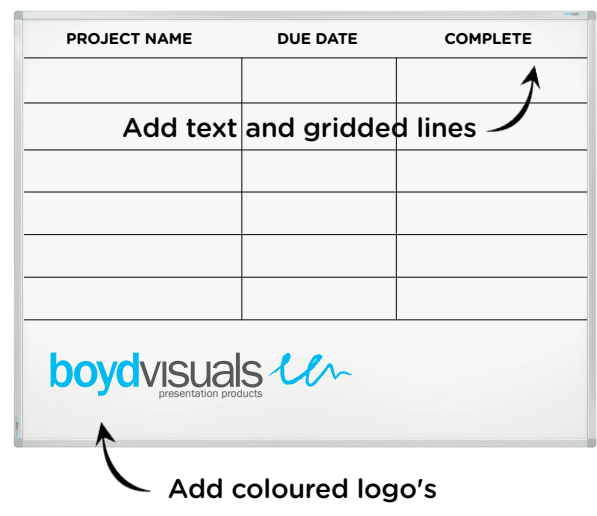 PROJECT NAME DUE DATE COMPLETE
Add text and gridded lines
boydvisuals
presentation products
Add coloured logo's